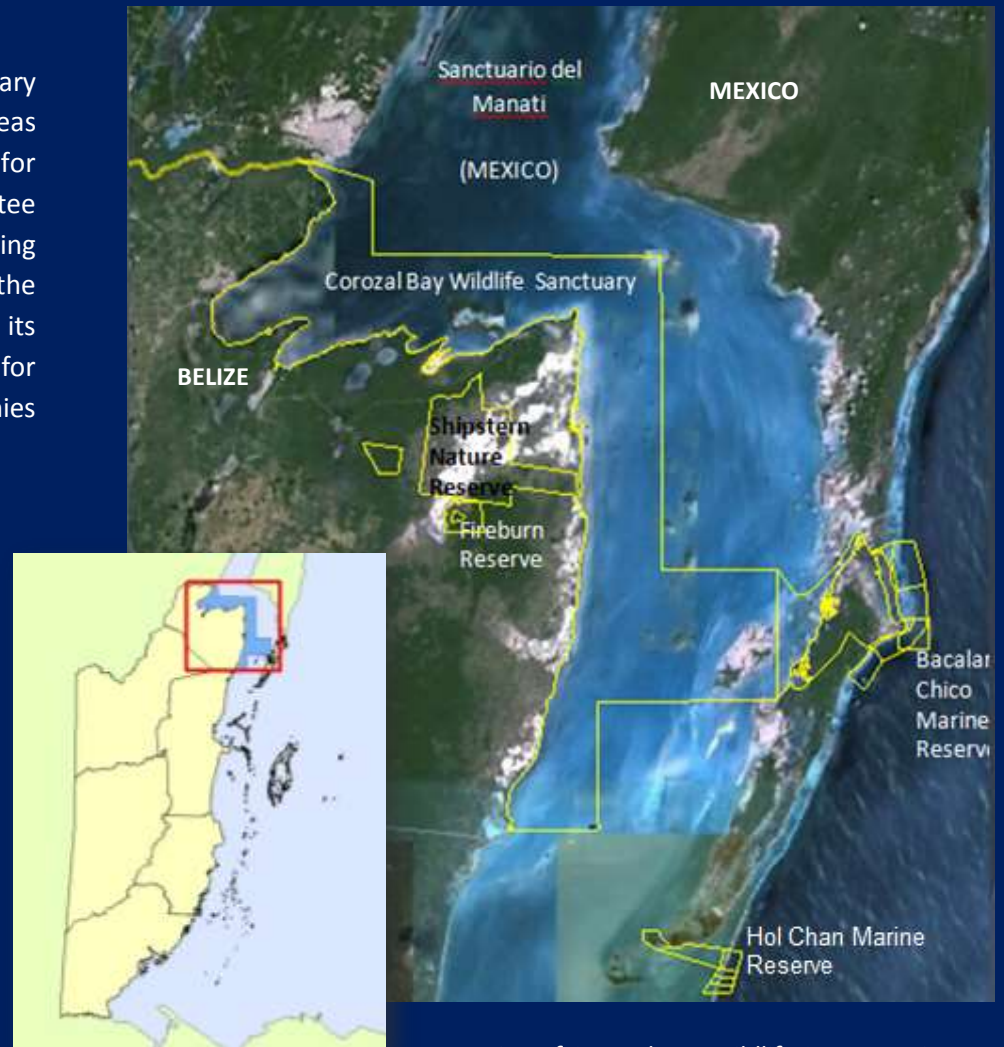 ary
eas
for
tee
ing
the
its
for
nies
Sanctuario del
Manati
(MEXICO)
MEXICO
Corozal Bay Wildlife Sanctuary
BELIZE
Shipstern
Nature
Reserve
Fireburn
Reserve
Bacalar
Chico
Marine
Reserv
Hol Chan Marine
Reserve